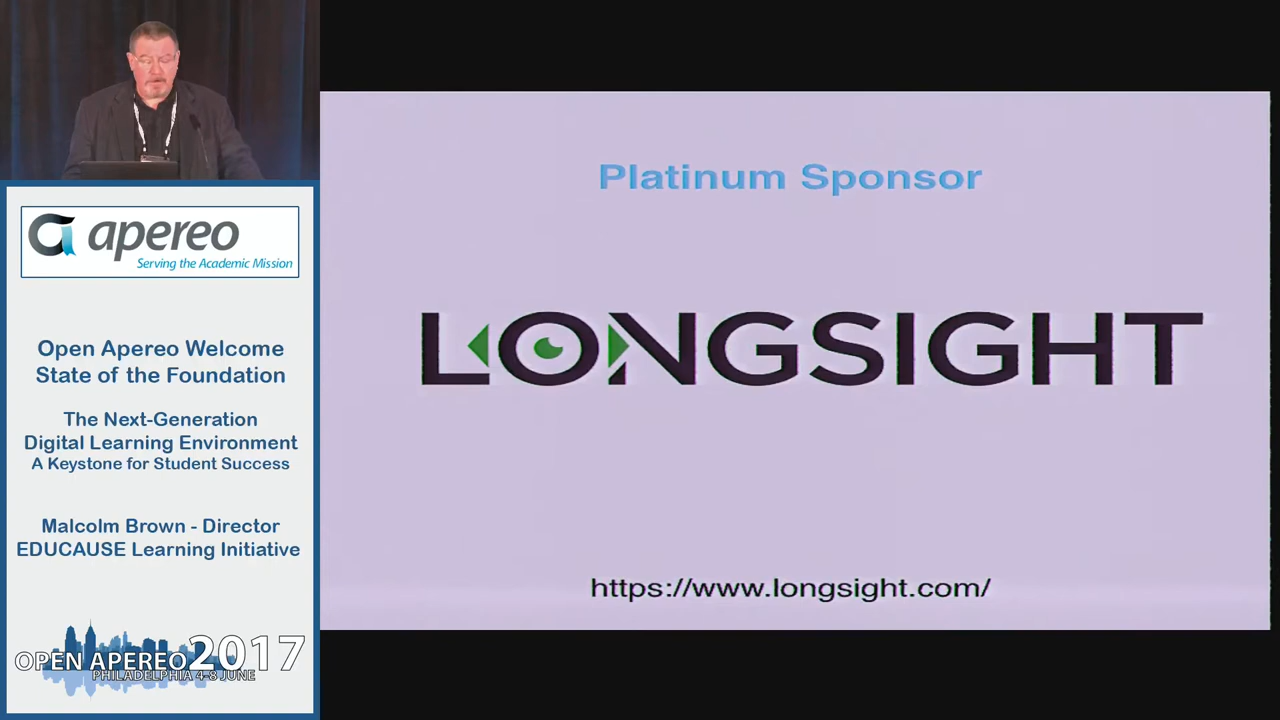 apereo
Serving the Academic Mission
Open Apereo Welcome
State of the Foundation
The Next-Generation
Digital Learning Environment
A Keystone for Student Success
Malcolm Brown - Director
EDUCAUSE Learning Initiative
OPEN APEREO 2017
PHILADELPHIA 4-8 JUNE
Platinum Sponsor
LONGSIGHT
https://www.longsight.com/